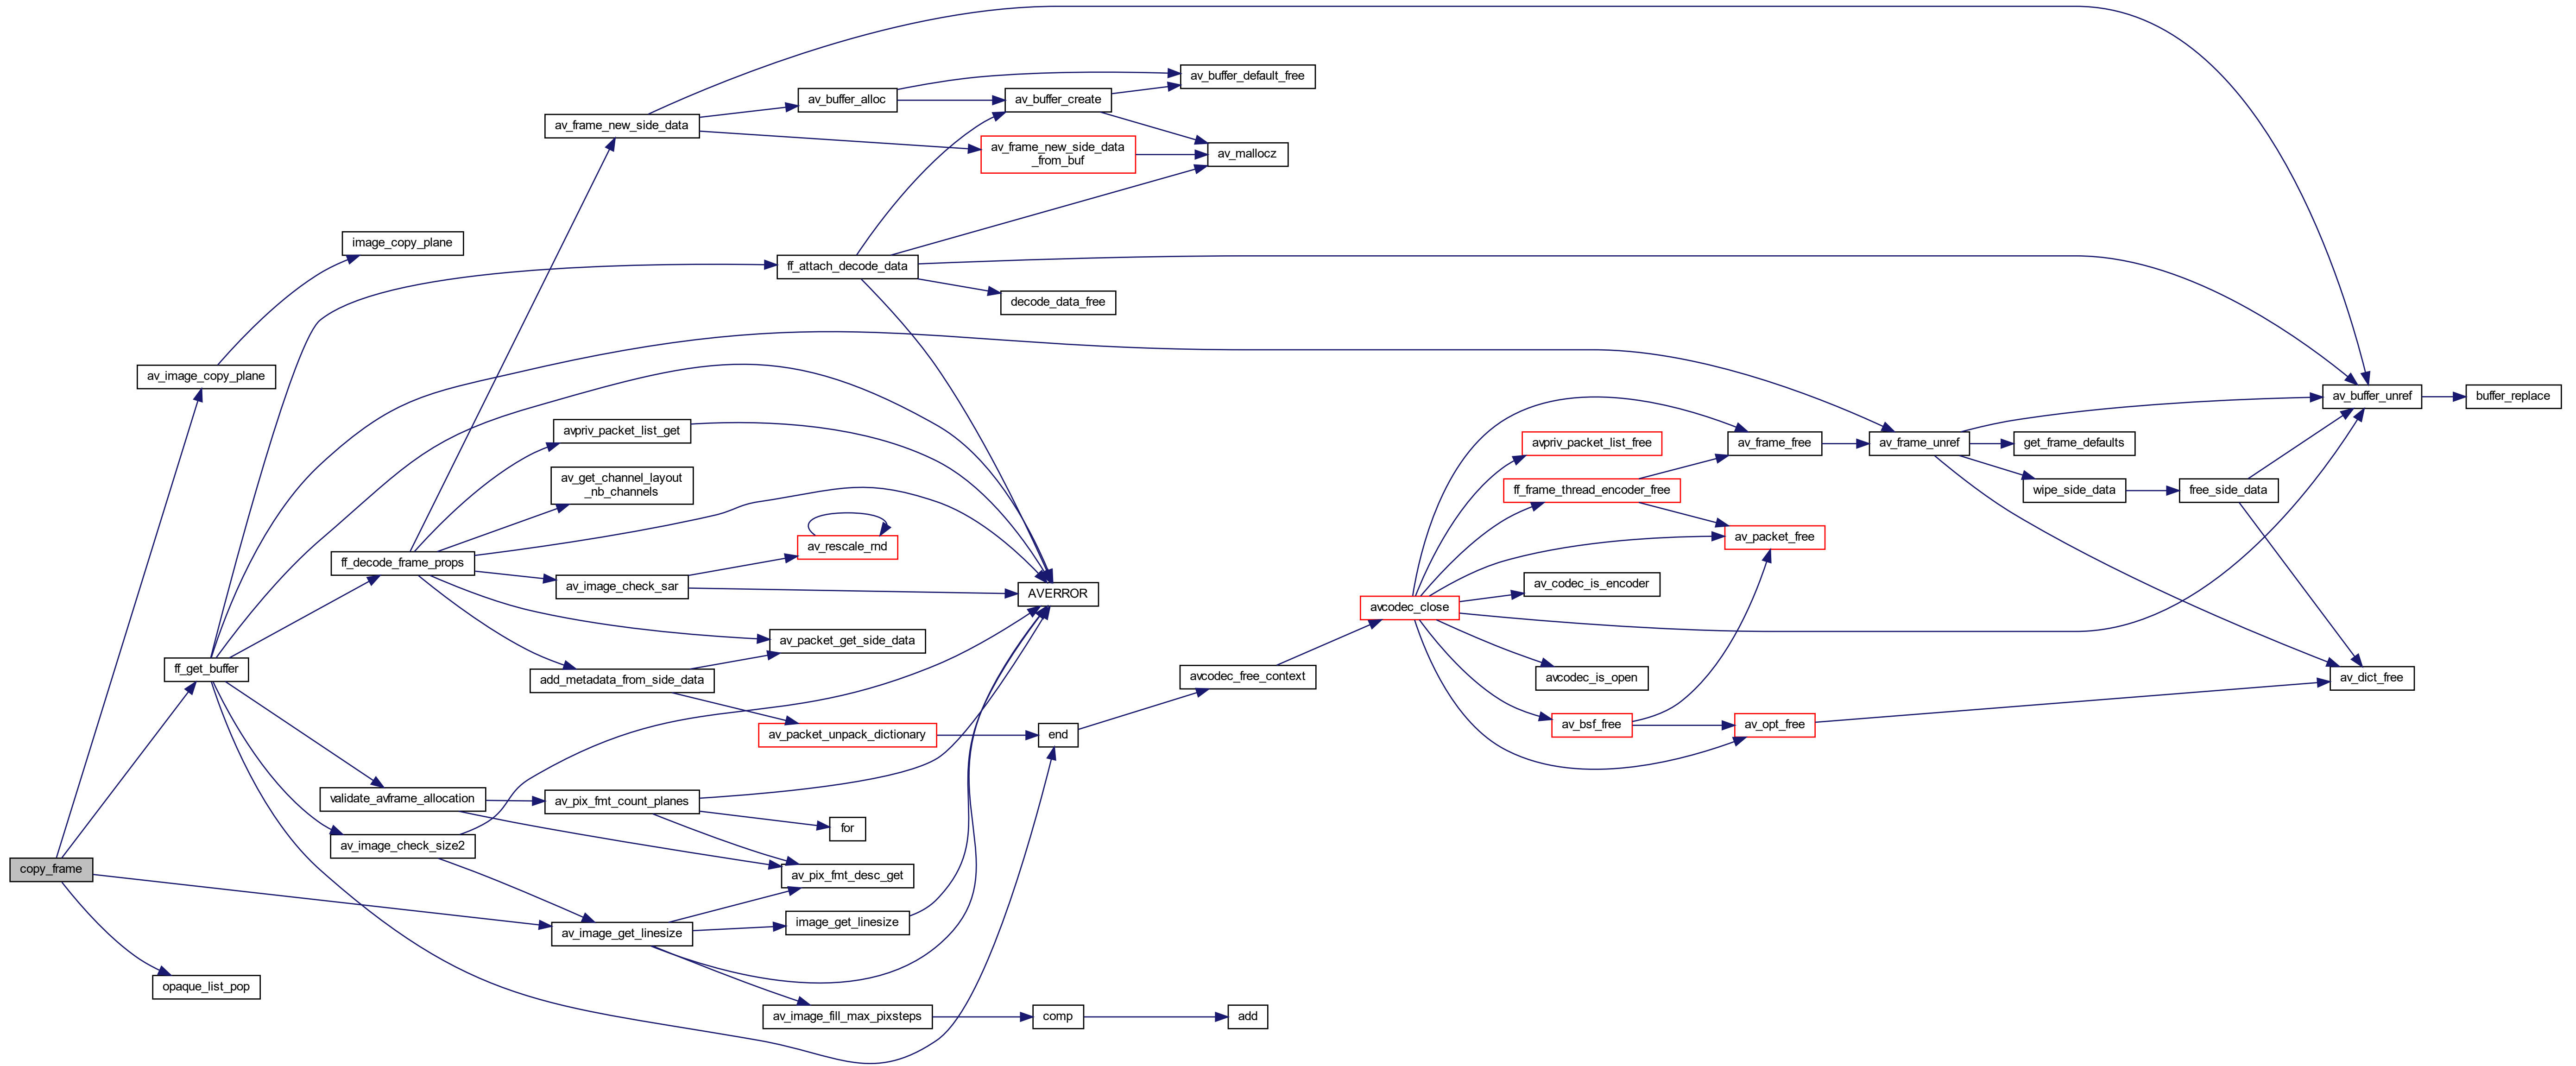 av_buffer_default_free
av_buffer_alloc
av_buffer_create
av_frame_new_side_data
av_frame_new_side_data
_from_buf
av_mallocz
image_copy_plane
ff_attach_decode_data
decode_data_free
av_image_copy_plane
av_buffer_unref
buffer_replace
avpriv_packet_list_get
avpriv_packet_list_free
av_frame_free
av_frame_unref
get_frame_defaults
av_get_channel_layout
_nb_channels
ff_frame_thread_encoder_free
wipe_side_data
free_side_data
av_rescale_rnd
av_packet_free
ff_decode_frame_props
av_image_check_sar
AVERROR
av_codec_is_encoder
avcodec_close
av_packet_get_side_data
ff_get_buffer
add_metadata_from_side_data
avcodec_free_context
avcodec_is_open
av_dict_free
av_packet_unpack_dictionary
end
av_bsf_free
av_opt_free
validate_avframe_allocation
av_pix_fmt_count_planes
for
av_image_check_size2
copy_frame
av_pix_fmt_desc_get
av_image_get_linesize
image_get_linesize
opaque_list_pop
av_image_fill_max_pixsteps
comp
add